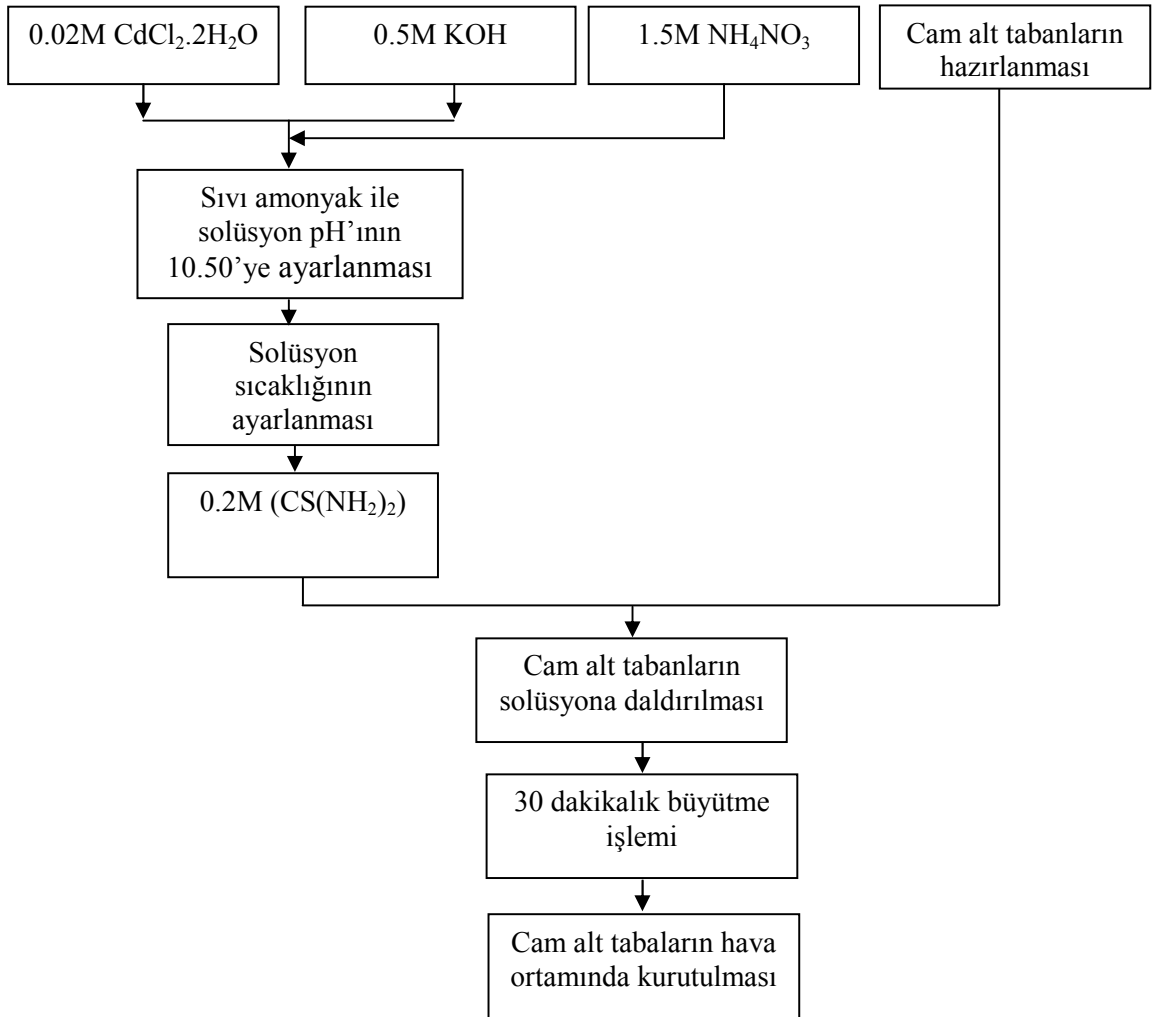 0.02M CdCl₂.2H₂O
0.5M KOH
1.5M NH₄NO₃
Cam alt tabanların
hazırlanması
Sıvı amonyak ile
solüsyon pH’ının
10.50’ye ayarlanması
Solüsyon
sıcaklığının
ayarlanması
0.2M (CS(NH₂)₂)
Cam alt tabanların
solüsyona daldırılması
30 dakikalık büyütme
işlemi
Cam alt tabaların hava
ortamında kurutulması